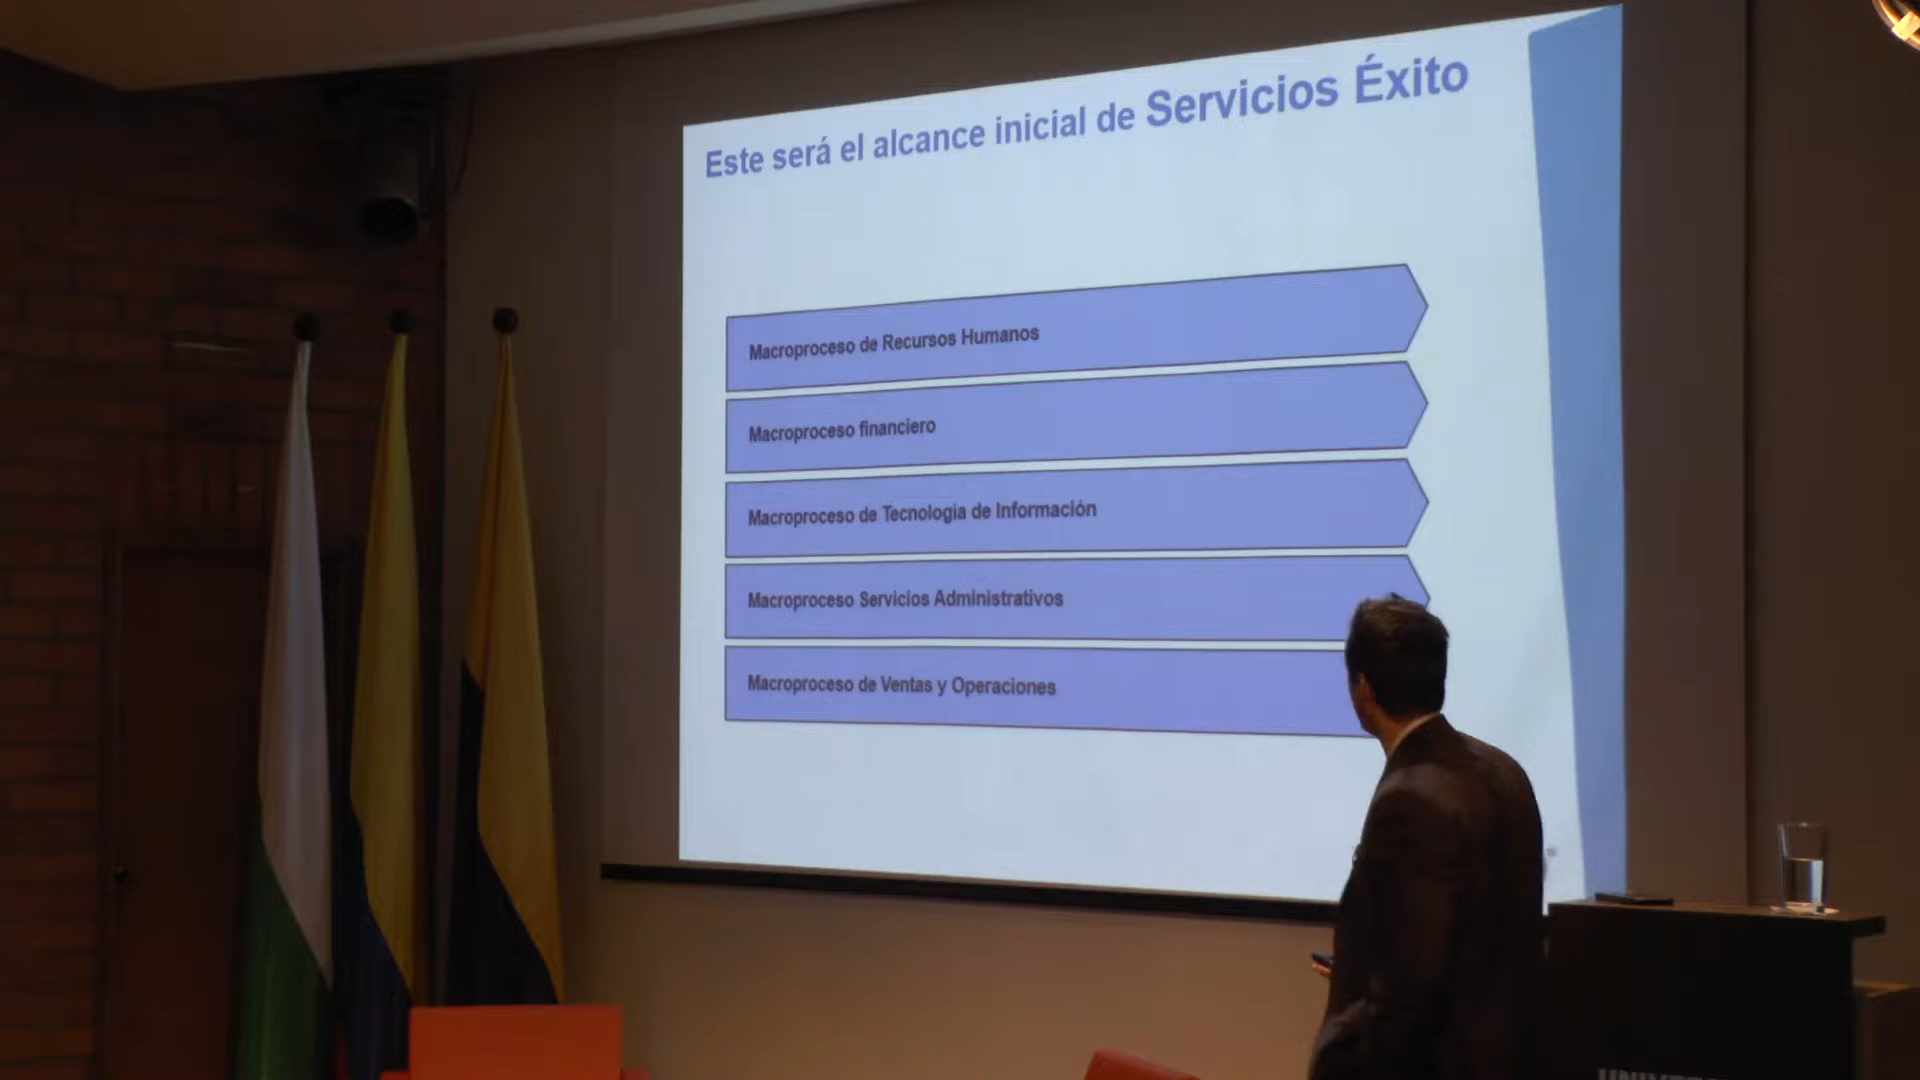 Este será el alcance inicial de Servicios Éxito
Macroproceso de Recursos Humanos
Macroproceso financiero
Macroproceso de Tecnología de Información
Macroproceso Servicios Administrativos
Macroproceso de Ventas y Operaciones